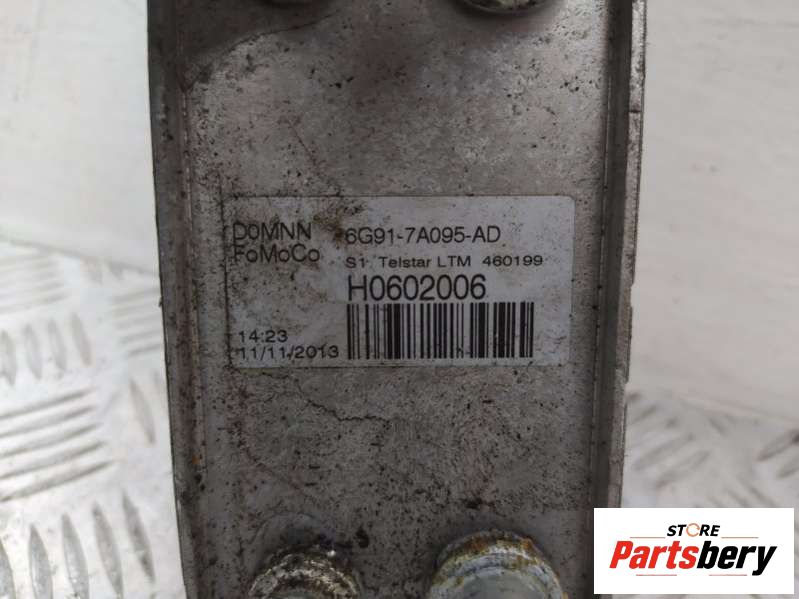 D0MNN 6G91-7A095-AD
FoMoCo S1 Telstar LTM 460199
H0602006
14:23
11/11/2013
STORE
Partsbery